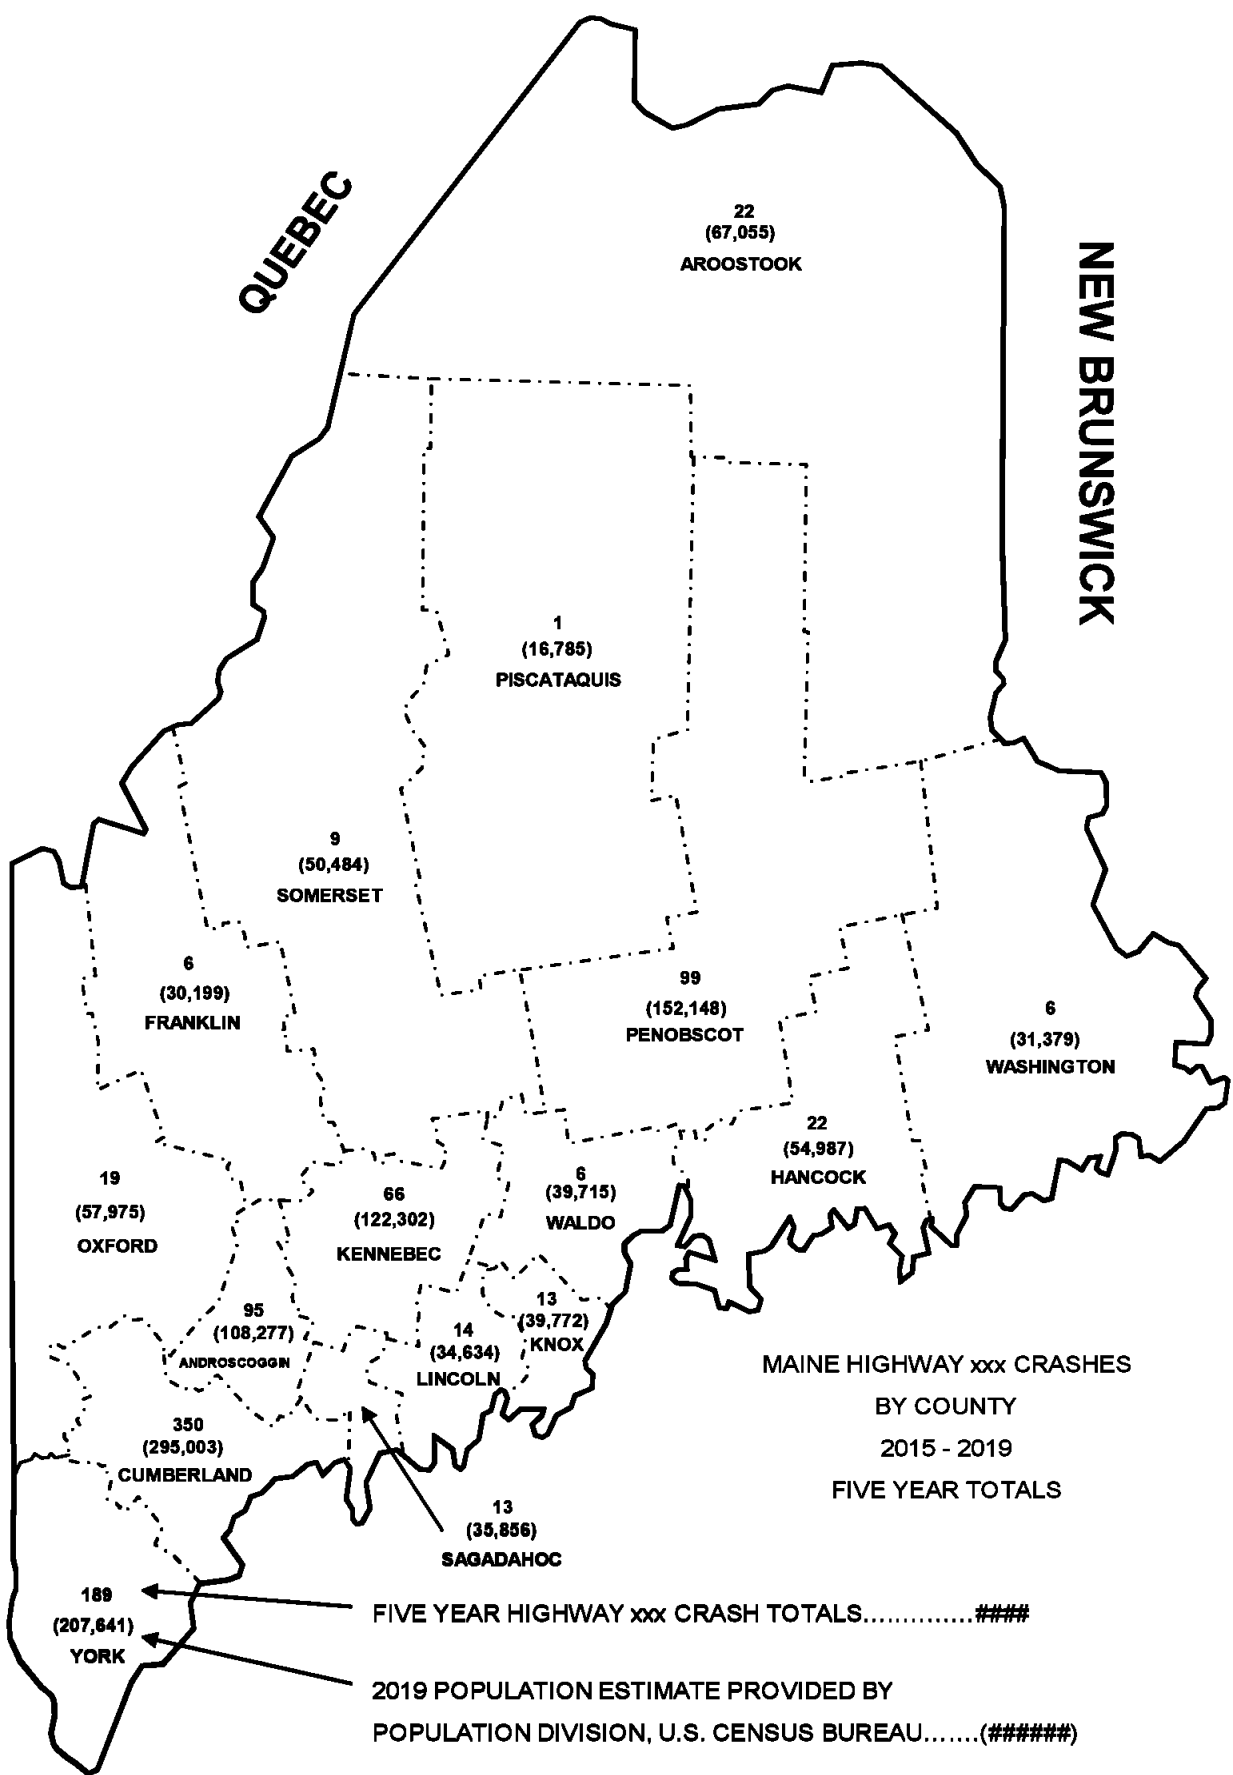 QUEBEC
NEW BRUNSWICK
22
(67,055)
AROOSTOOK
1
(16,785)
PISCATAQUIS
9
(50,484)
SOMERSET
6
(30,199)
FRANKLIN
99
(152,148)
PENOBSCOT
6
(31,379)
WASHINGTON
22
(54,987)
HANCOCK
19
(57,975)
OXFORD
66
(122,302)
KENNEBEC
6
(39,715)
WALDO
95
(108,277)
ANDROSCOGGIN
14
(34,634)
LINCOLN
13
(39,772)
KNOX
350
(295,003)
CUMBERLAND
13
(35,856)
SAGADAHOC
189
(207,641)
YORK
MAINE HIGHWAY xxx CRASHES
BY COUNTY
2015 - 2019
FIVE YEAR TOTALS
FIVE YEAR HIGHWAY xxx CRASH TOTALS..............####
2019 POPULATION ESTIMATE PROVIDED BY
POPULATION DIVISION, U.S. CENSUS BUREAU.......(######)